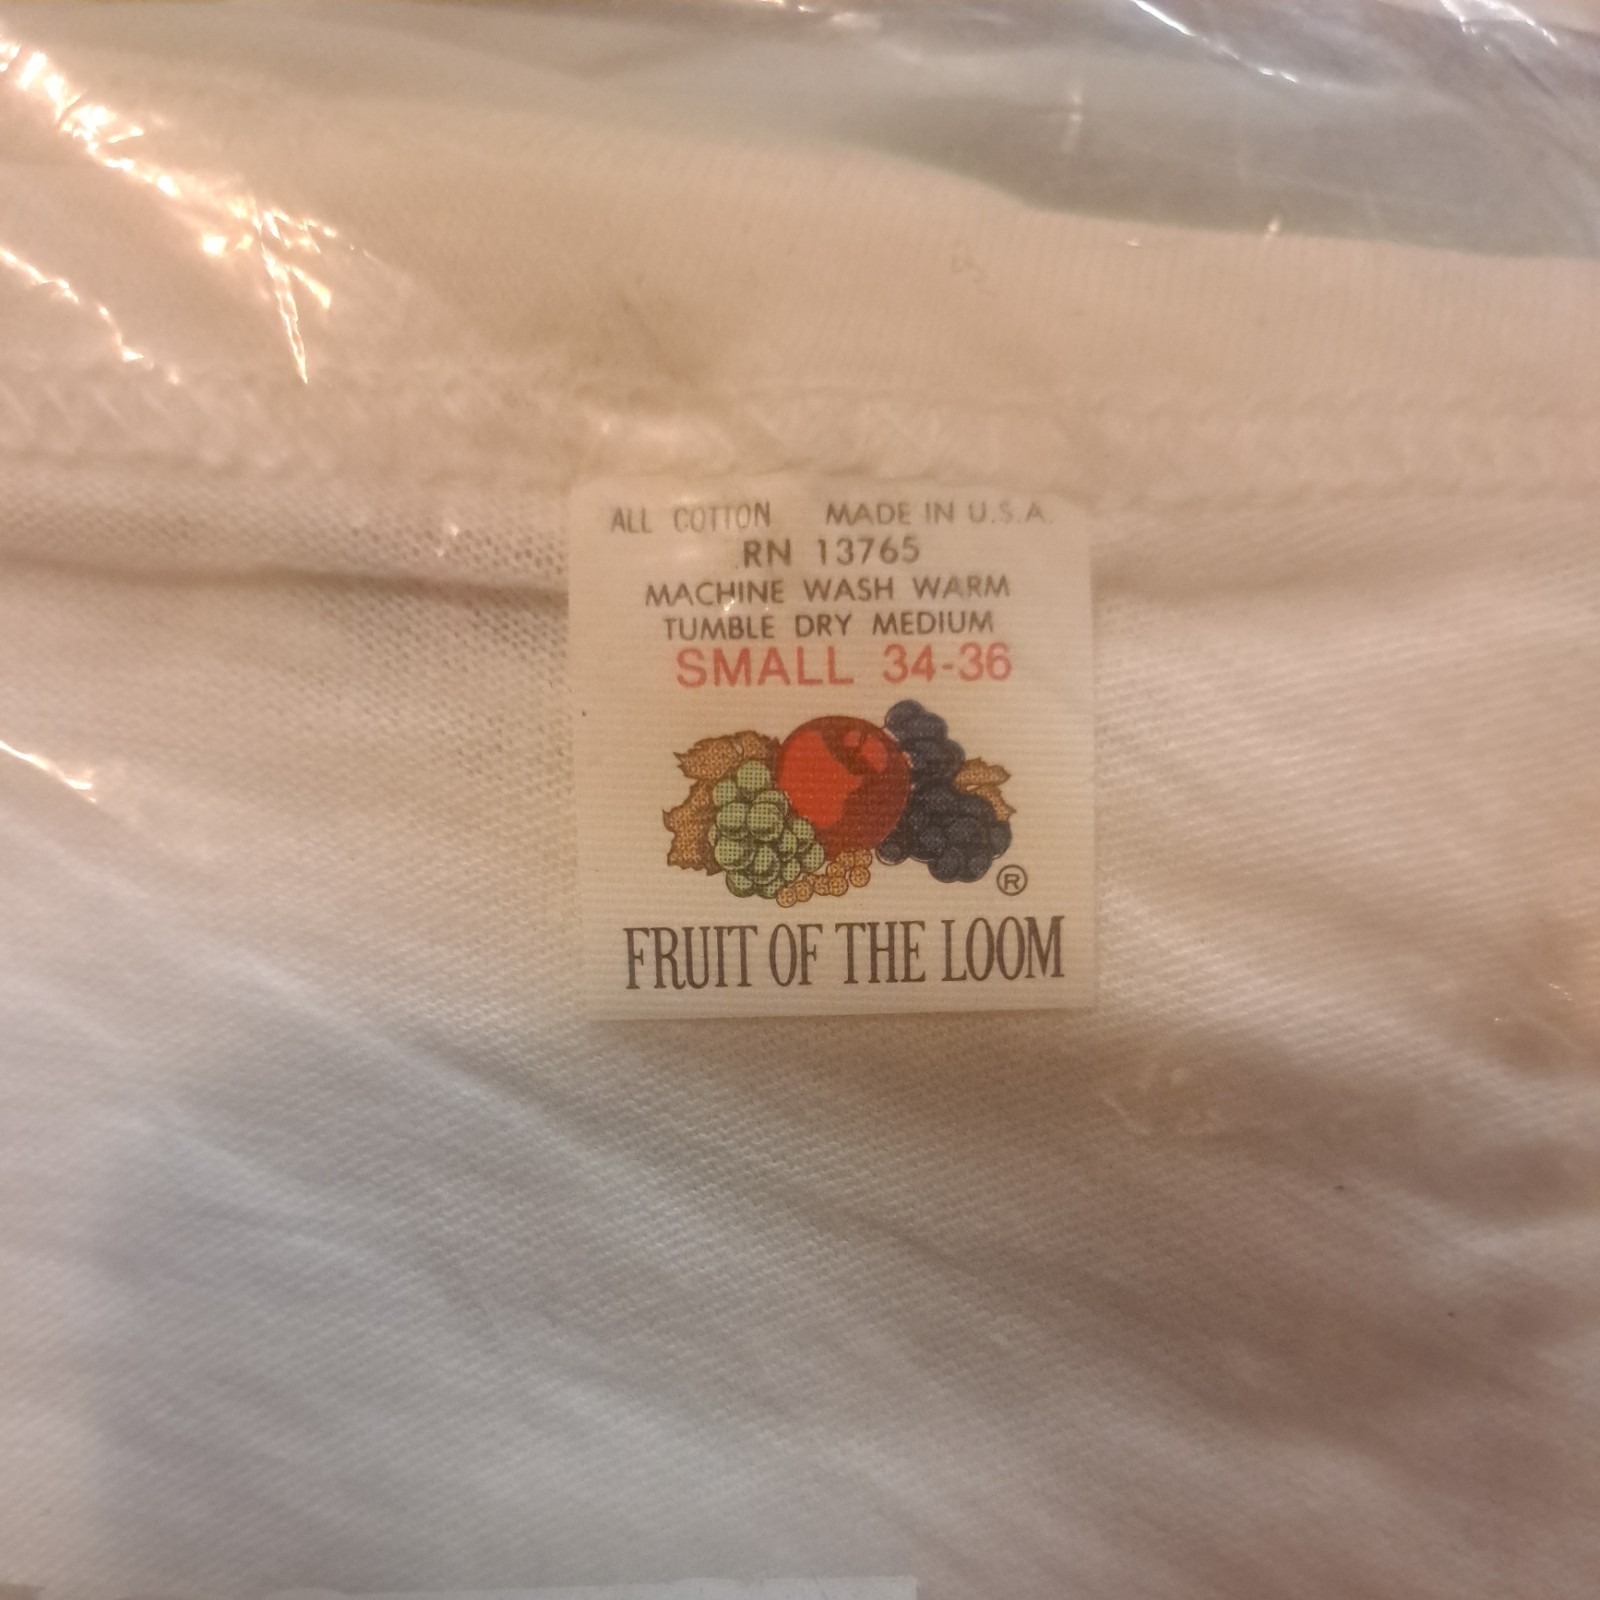 ALL COTTON MADE IN U.S.A.
RN 13765
MACHINE WASH WARM
TUMBLE DRY MEDIUM
SMALL 34-36
®
FRUIT OF THE LOOM